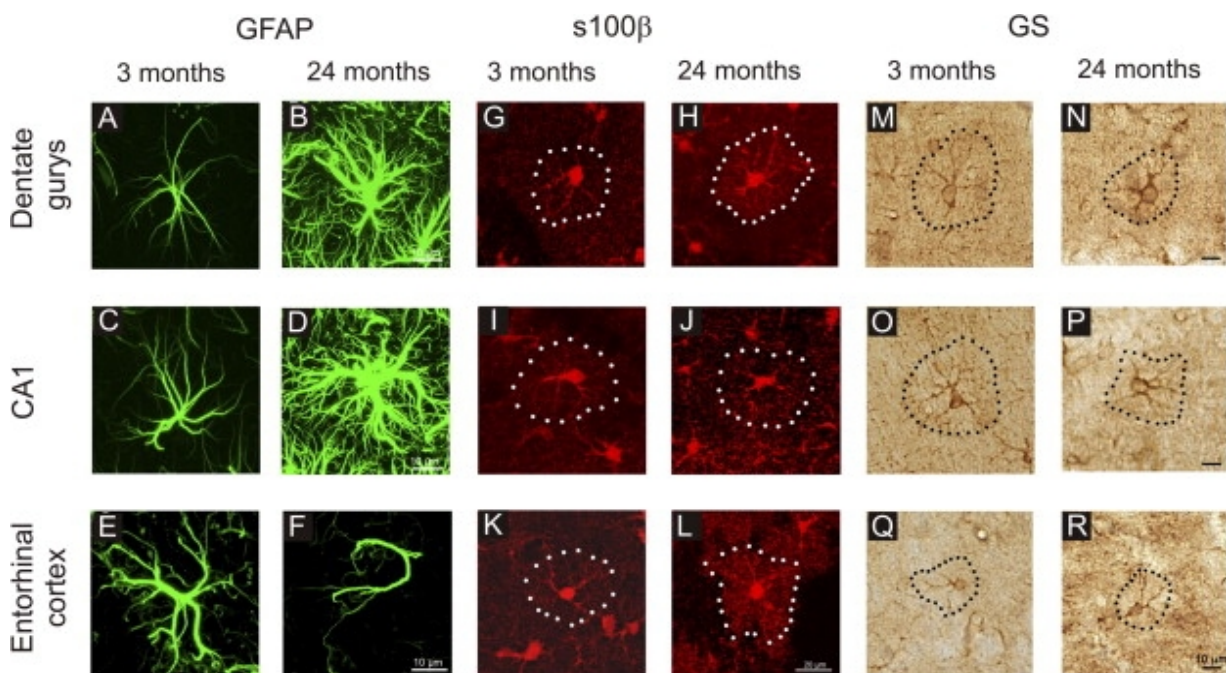 GFAP s100β GS
3 months 24 months 3 months 24 months 3 months 24 months
Dentate
gurys
A B G H M N
CA1
C D I J O P
Entorhinal
cortex
E F K L Q R
10 μm 20 μm 10 μm